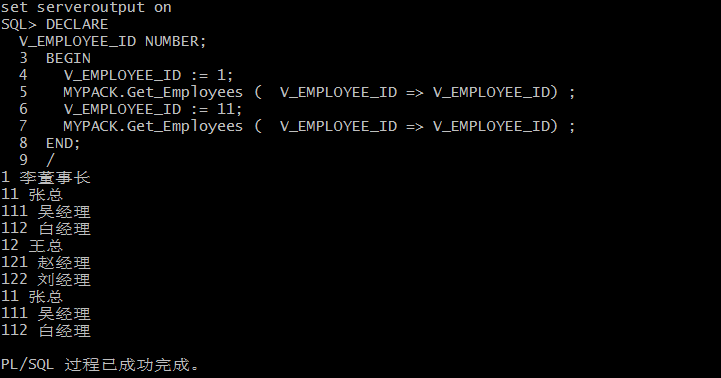 set serveroutput on
SQL> DECLARE
  V_EMPLOYEE_ID NUMBER;
  3  BEGIN
  4    V_EMPLOYEE_ID := 1;
  5    MYPACK.Get_Employees (  V_EMPLOYEE_ID => V_EMPLOYEE_ID) ;
  6    V_EMPLOYEE_ID := 11;
  7    MYPACK.Get_Employees (  V_EMPLOYEE_ID => V_EMPLOYEE_ID) ;
  8  END;
  9  /
1 李董事长
11 张总
111 吴经理
112 白经理
12 王总
121 赵经理
122 刘经理
11 张总
111 吴经理
112 白经理
PL/SQL 过程已成功完成。